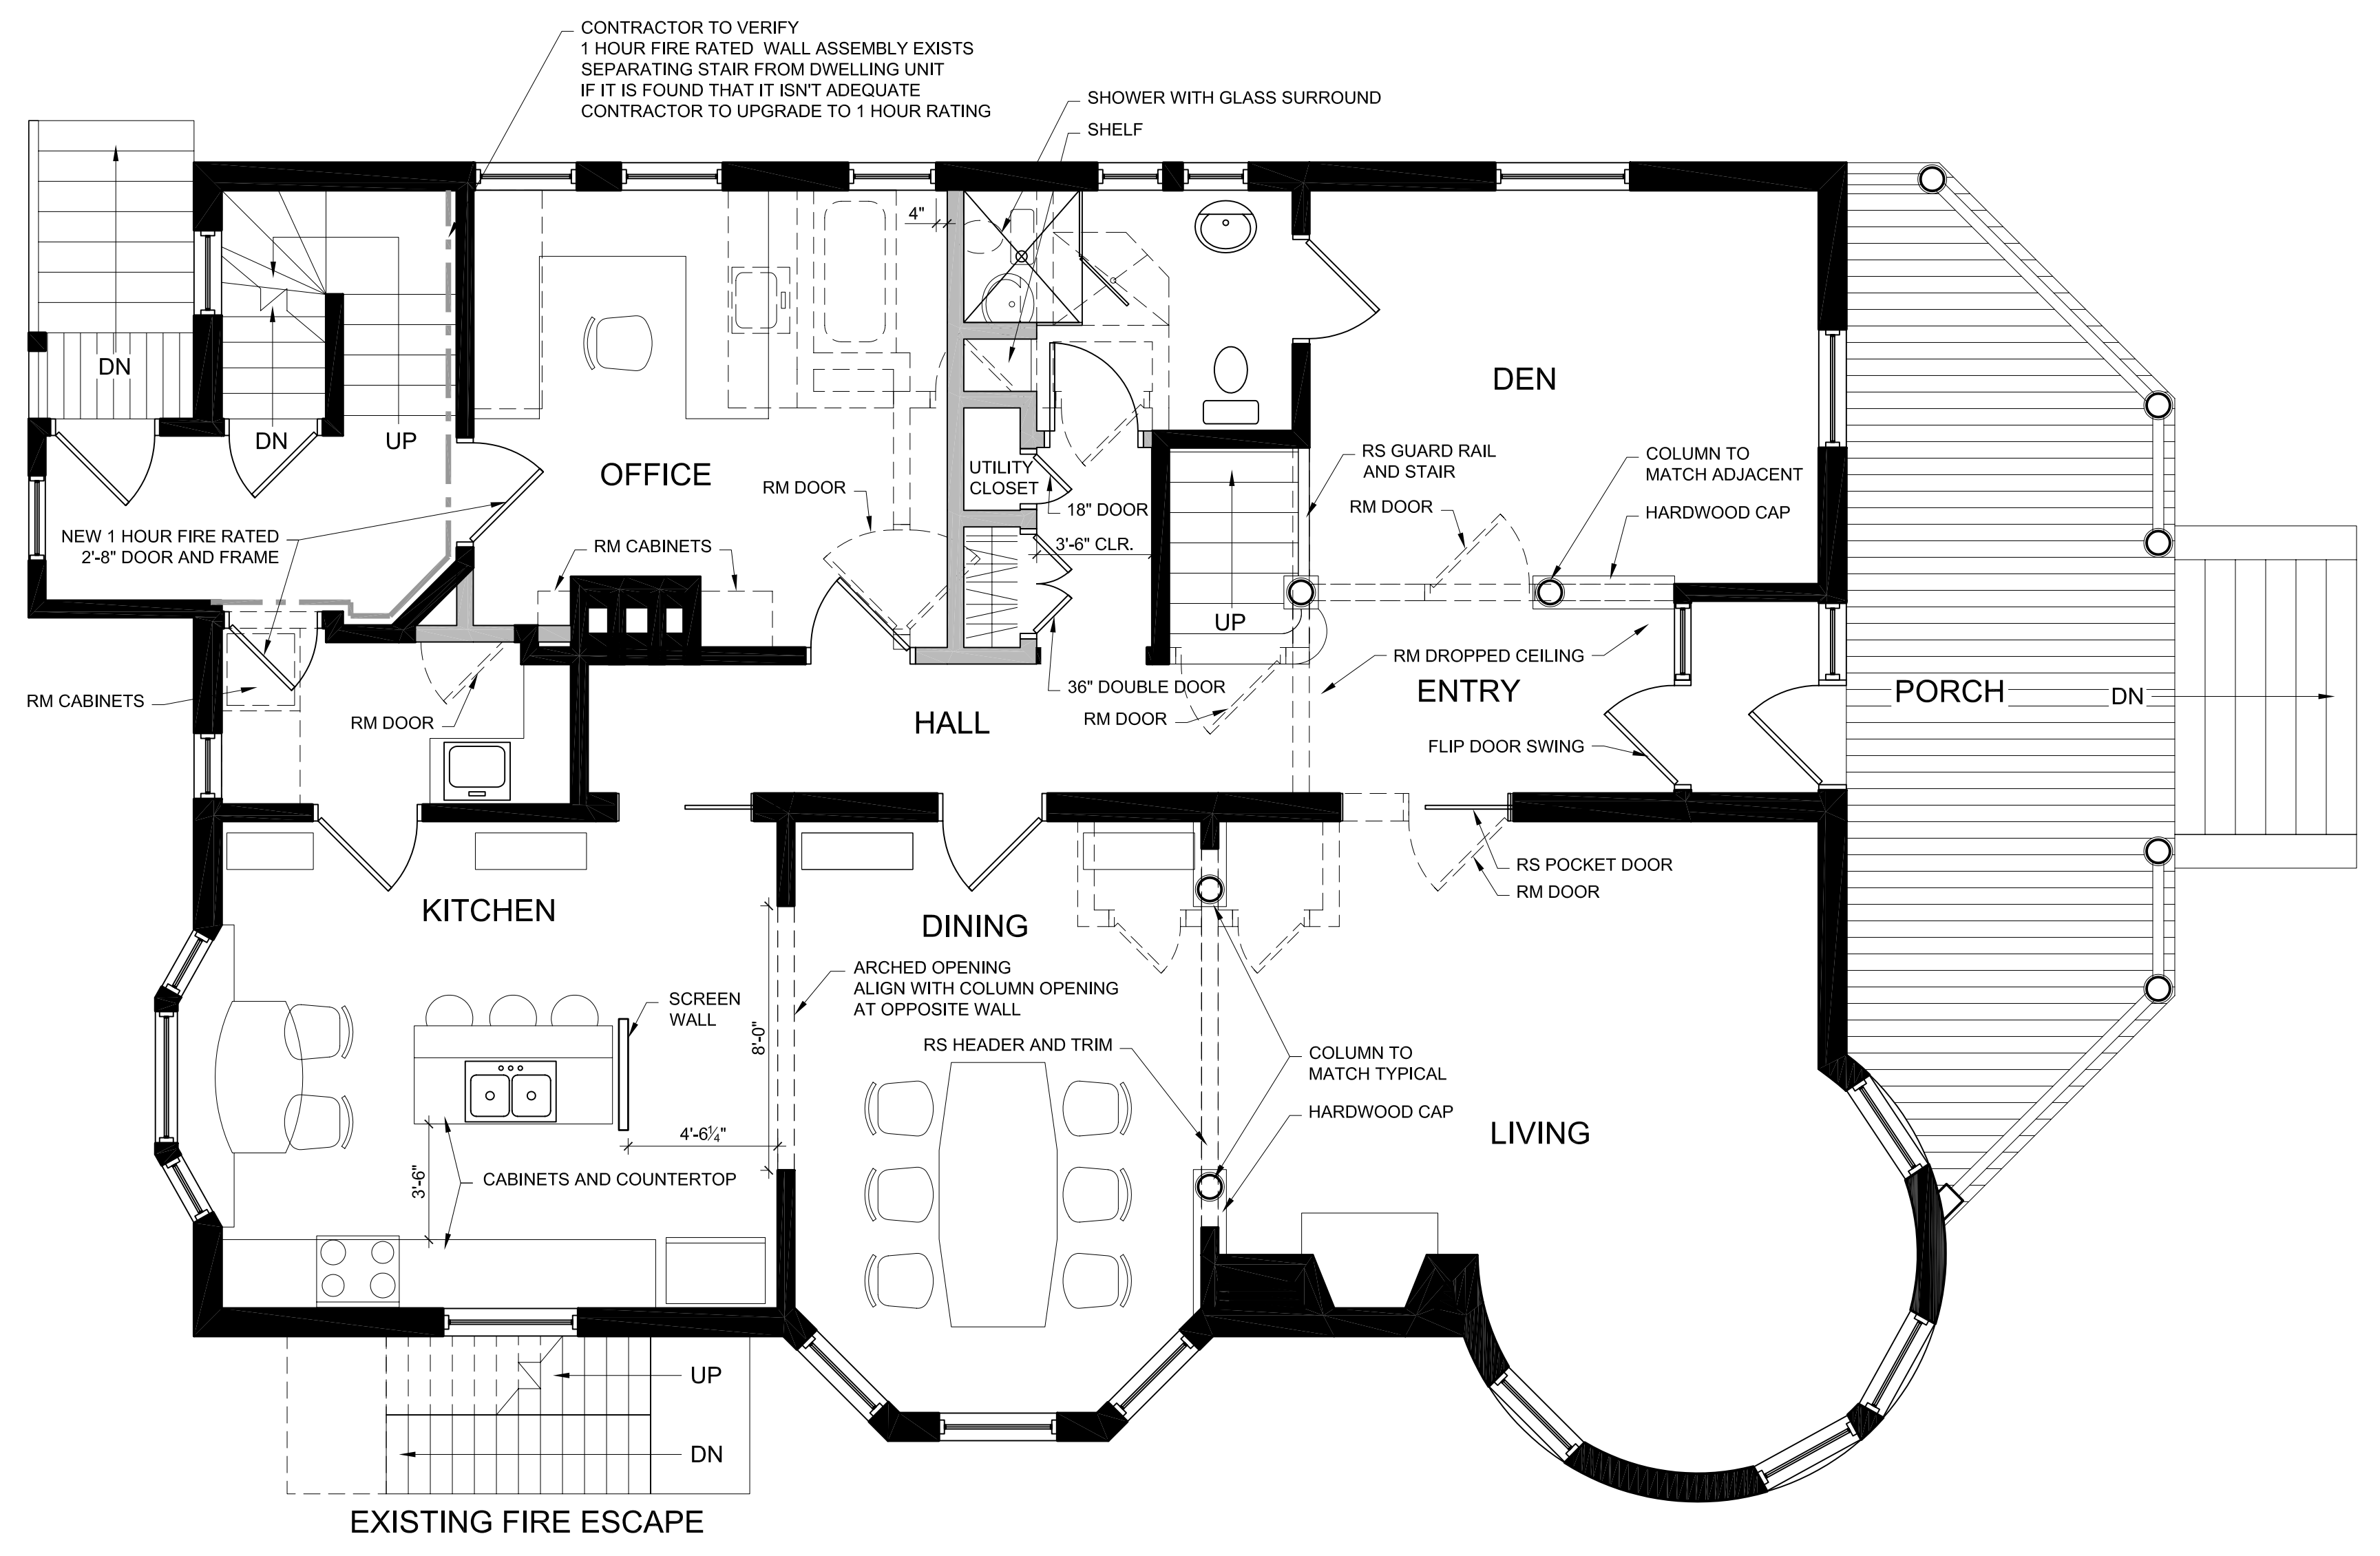 CONTRACTOR TO VERIFY
1 HOUR FIRE RATED WALL ASSEMBLY EXISTS
SEPARATING STAIR FROM DWELLING UNIT
IF IT IS FOUND THAT IT ISN'T ADEQUATE
CONTRACTOR TO UPGRADE TO 1 HOUR RATING
SHOWER WITH GLASS SURROUND
SHELF
4"
DN
DEN
DN
UP
OFFICE
RM DOOR
UTILITY
CLOSET
18" DOOR
3'-6" CLR.
RS GUARD RAIL
AND STAIR
RM DOOR
COLUMN TO
MATCH ADJACENT
HARDWOOD CAP
NEW 1 HOUR FIRE RATED
2'-8" DOOR AND FRAME
RM CABINETS
UP
RM DROPPED CEILING
RM CABINETS
RM DOOR
36" DOUBLE DOOR
RM DOOR
HALL
ENTRY
FLIP DOOR SWING
PORCH
DN
RS POCKET DOOR
RM DOOR
KITCHEN
DINING
ARCHED OPENING
ALIGN WITH COLUMN OPENING
AT OPPOSITE WALL
SCREEN
WALL
8'-0"
RS HEADER AND TRIM
COLUMN TO
MATCH TYPICAL
HARDWOOD CAP
LIVING
4'-6¼"
3'-6"
CABINETS AND COUNTERTOP
UP
DN
EXISTING FIRE ESCAPE